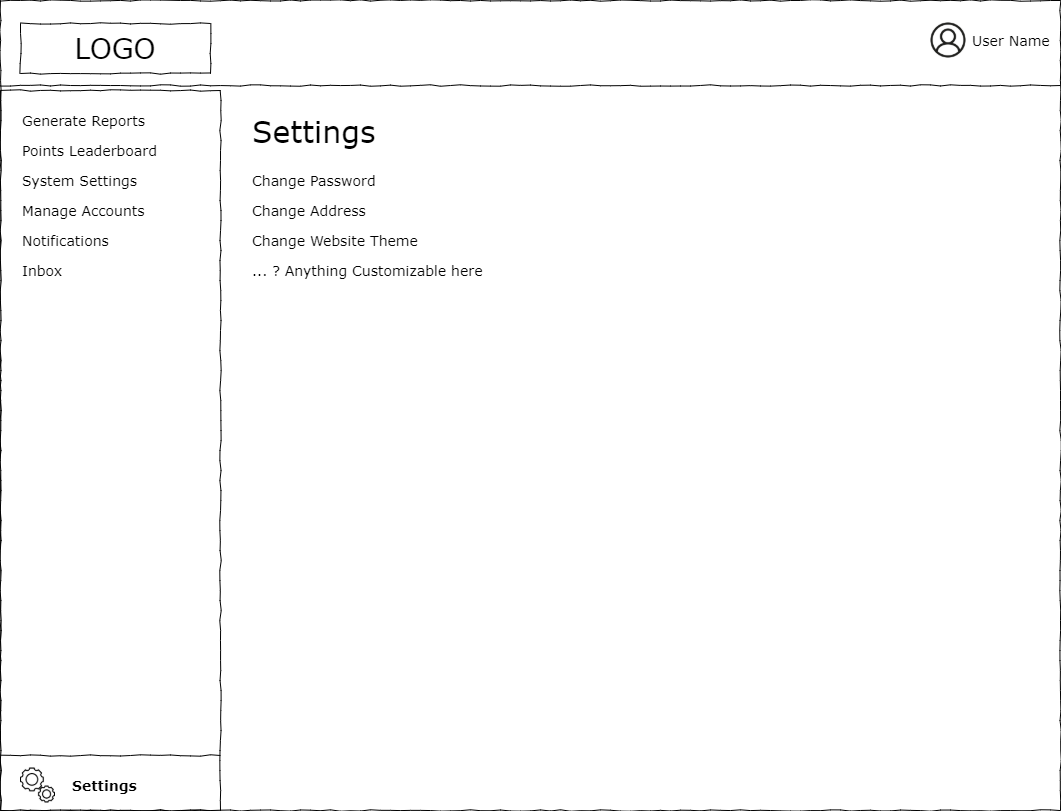 LOGO
User Name
Generate Reports
Points Leaderboard
System Settings
Manage Accounts
Notifications
Inbox
Settings
Change Password
Change Address
Change Website Theme
... ? Anything Customizable here
Settings